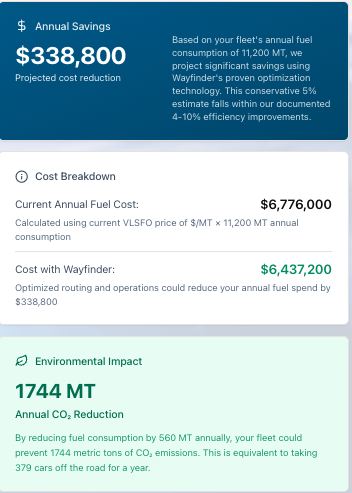 Annual Savings
$338,800
Projected cost reduction
Based on your fleet's annual fuel
consumption of 11,200 MT, we
project significant savings using
Wayfinder's proven optimization
technology. This conservative 5%
estimate falls within our documented
4-10% efficiency improvements.
Cost Breakdown
Current Annual Fuel Cost: $6,776,000
Calculated using current VLSFO price of $/MT × 11,200 MT annual
consumption
Cost with Wayfinder: $6,437,200
Optimized routing and operations could reduce your annual fuel spend by
$338,800
Environmental Impact
1744 MT
Annual CO₂ Reduction
By reducing fuel consumption by 560 MT annually, your fleet could
prevent 1744 metric tons of CO₂ emissions. This is equivalent to taking
379 cars off the road for a year.